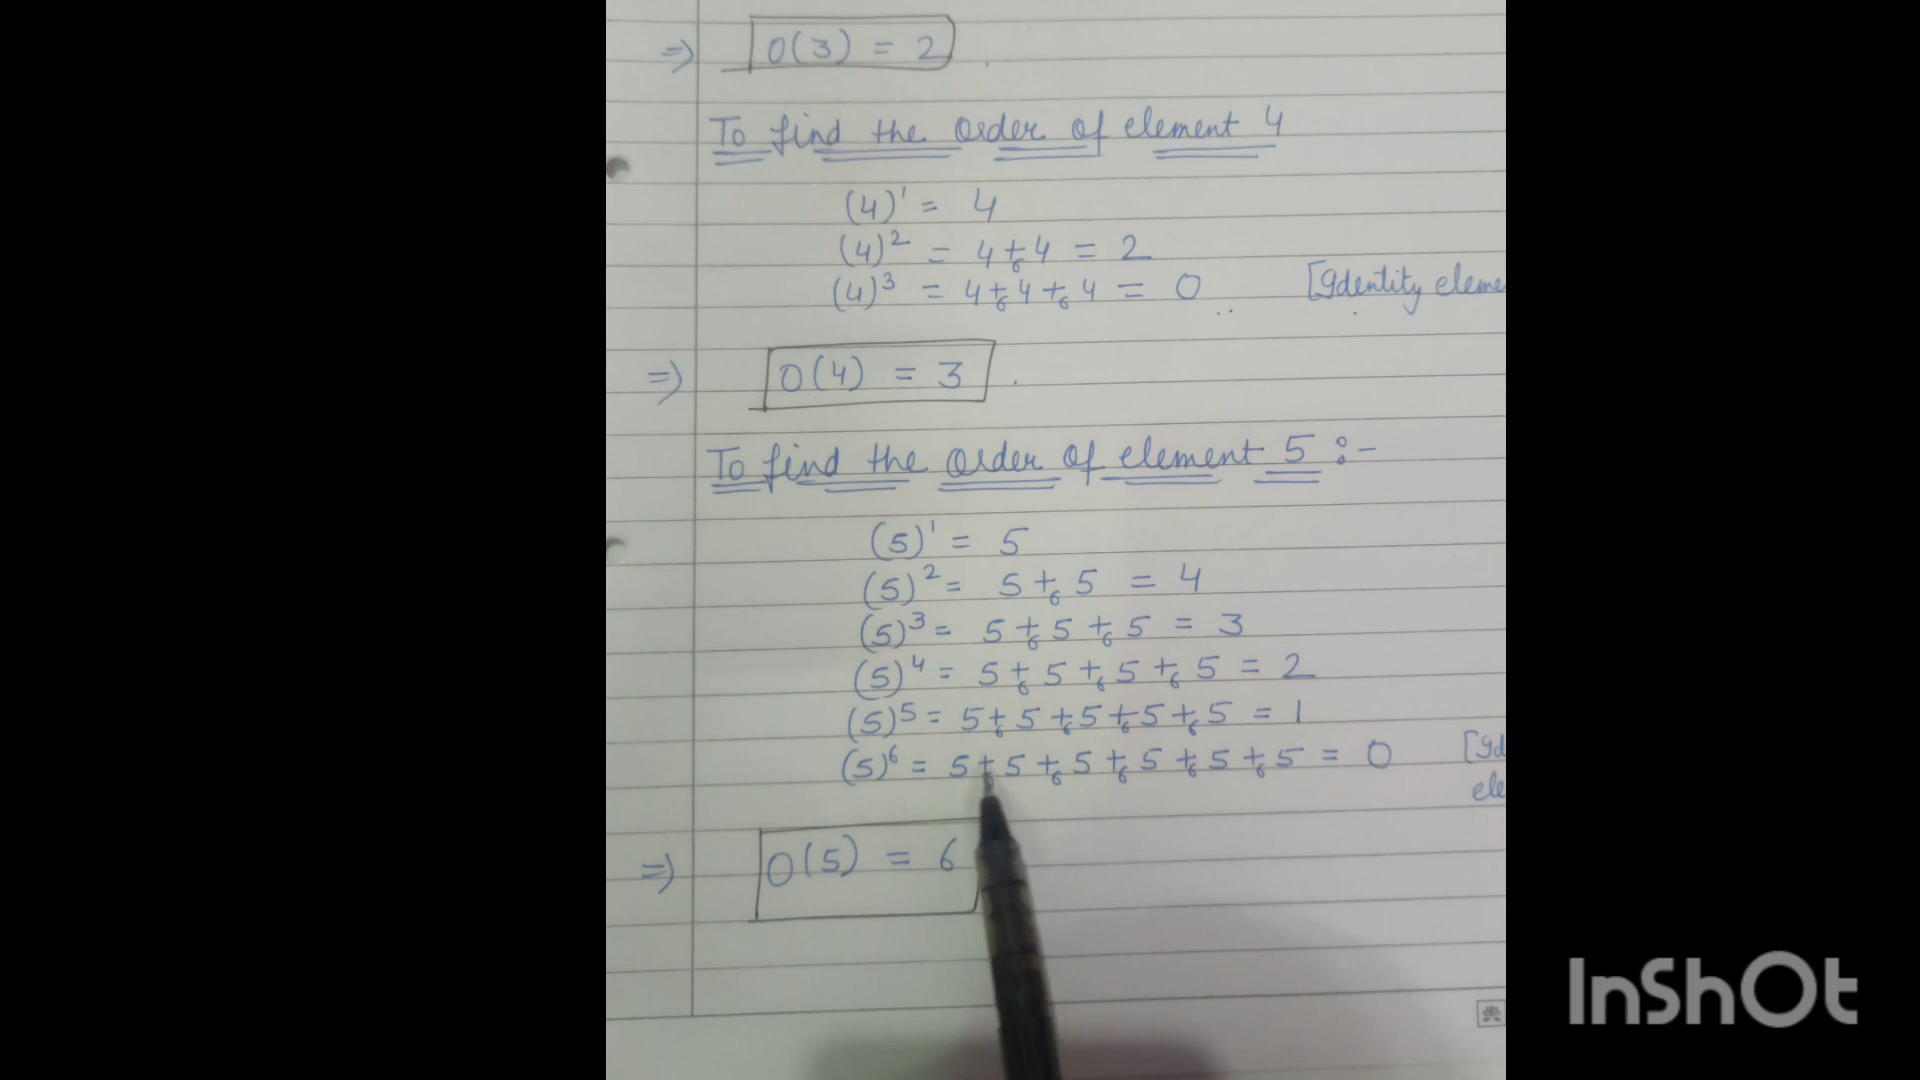 ⇒ O(3) = 2 .
To find the order of element 4
(4)¹ = 4
(4)² = 4 +₆ 4 = 2
(4)³ = 4 +₆ 4 +₆ 4 = 0 [Identity eleme
⇒ O(4) = 3 .
To find the order of element 5 :-
(5)¹ = 5
(5)² = 5 +₆ 5 = 4
(5)³ = 5 +₆ 5 +₆ 5 = 3
(5)⁴ = 5 +₆ 5 +₆ 5 +₆ 5 = 2
(5)⁵ = 5 +₆ 5 +₆ 5 +₆ 5 +₆ 5 = 1
(5)⁶ = 5 +₆ 5 +₆ 5 +₆ 5 +₆ 5 +₆ 5 = 0 [Id
ele
⇒ O(5) = 6
InShOt